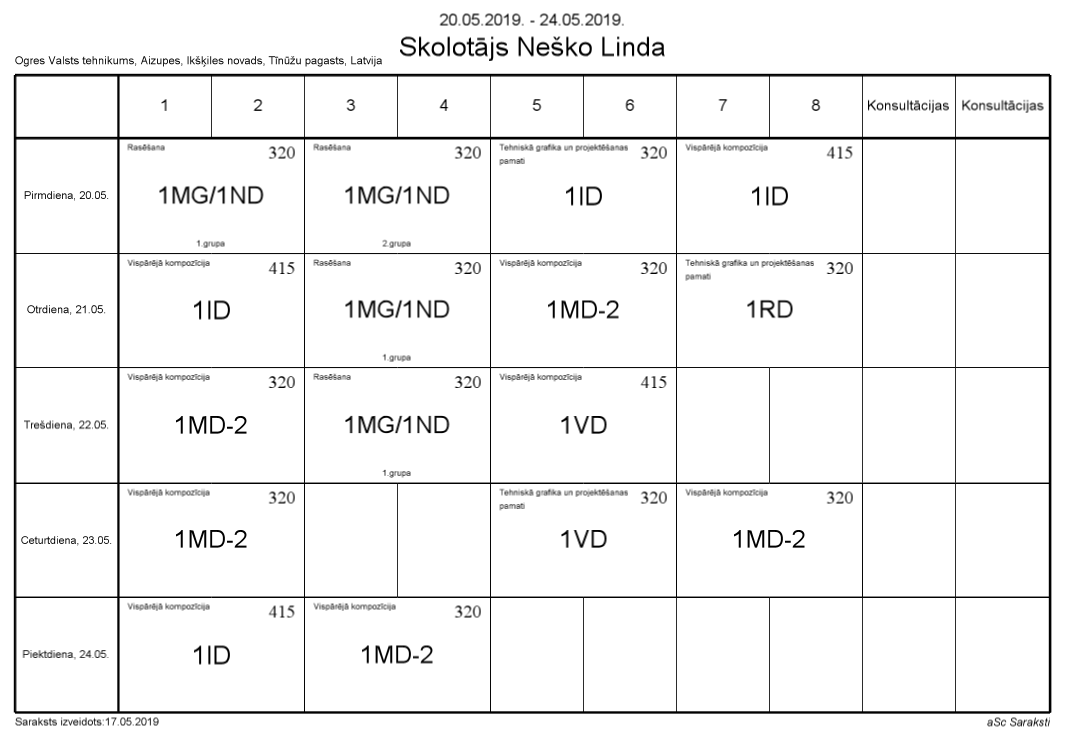 20.05.2019. - 24.05.2019.
Skolotājs Neško Linda
Ogres Valsts tehnikums, Aizupes, Ikšķiles novads, Tīnūžu pagasts, Latvija
1 2 3 4 5 6 7 8 Konsultācijas Konsultācijas
Pirmdiena, 20.05.
Rasēšana 320
1MG/1ND
1.grupa
Rasēšana 320
1MG/1ND
2.grupa
Tehniskā grafika un projektēšanas 320
pamati
1ID
Vispārējā kompozīcija 415
1ID
Otrdiena, 21.05.
Vispārējā kompozīcija 415
1ID
Rasēšana 320
1MG/1ND
1.grupa
Vispārējā kompozīcija 320
1MD-2
Tehniskā grafika un projektēšanas 320
pamati
1RD
Trešdiena, 22.05.
Vispārējā kompozīcija 320
1MD-2
Rasēšana 320
1MG/1ND
1.grupa
Vispārējā kompozīcija 415
1VD
Ceturtdiena, 23.05.
Vispārējā kompozīcija 320
1MD-2
Tehniskā grafika un projektēšanas 320
pamati
1VD
Vispārējā kompozīcija 320
1MD-2
Piektdiena, 24.05.
Vispārējā kompozīcija 415
1ID
Vispārējā kompozīcija 320
1MD-2
Saraksts izveidots:17.05.2019
aSc Saraksti